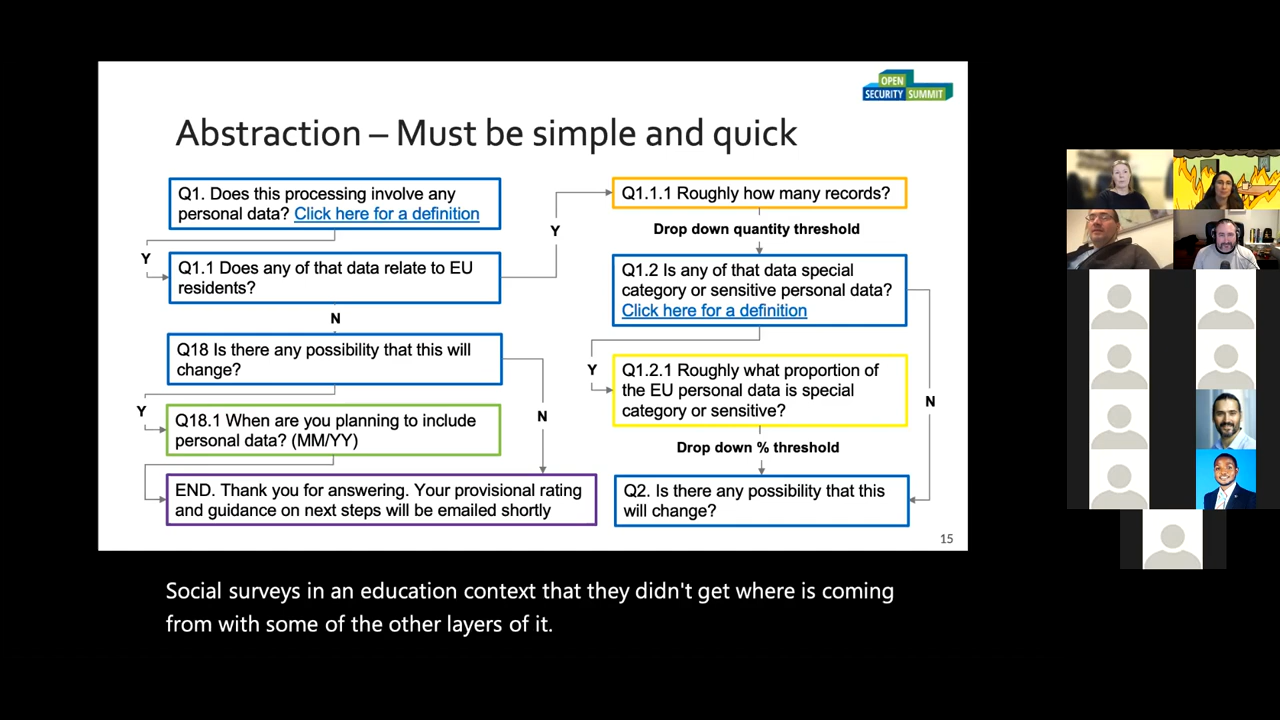 OPEN
SECURITY SUMMIT
Abstraction – Must be simple and quick
Q1. Does this processing involve any
personal data? Click here for a definition
Y
Q1.1 Does any of that data relate to EU
residents?
N
Q18 Is there any possibility that this will
change?
Y
N
Q18.1 When are you planning to include
personal data? (MM/YY)
END. Thank you for answering. Your provisional rating
and guidance on next steps will be emailed shortly
Y
Q1.1.1 Roughly how many records?
Drop down quantity threshold
Q1.2 Is any of that data special
category or sensitive personal data?
Click here for a definition
Y
Q1.2.1 Roughly what proportion of
the EU personal data is special
category or sensitive?
N
Drop down % threshold
Q2. Is there any possibility that this
will change?
15
Social surveys in an education context that they didn't get where is coming
from with some of the other layers of it.